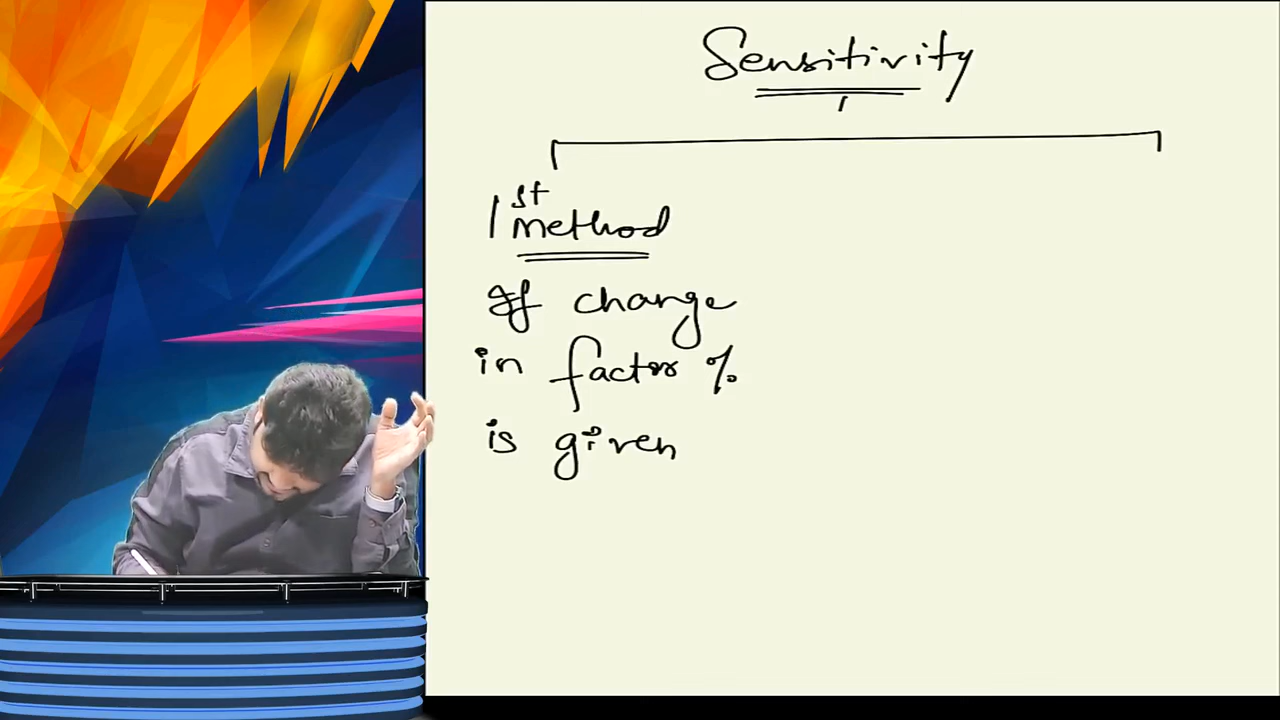 Sensitivity
1st method
If change
in factor %
is given